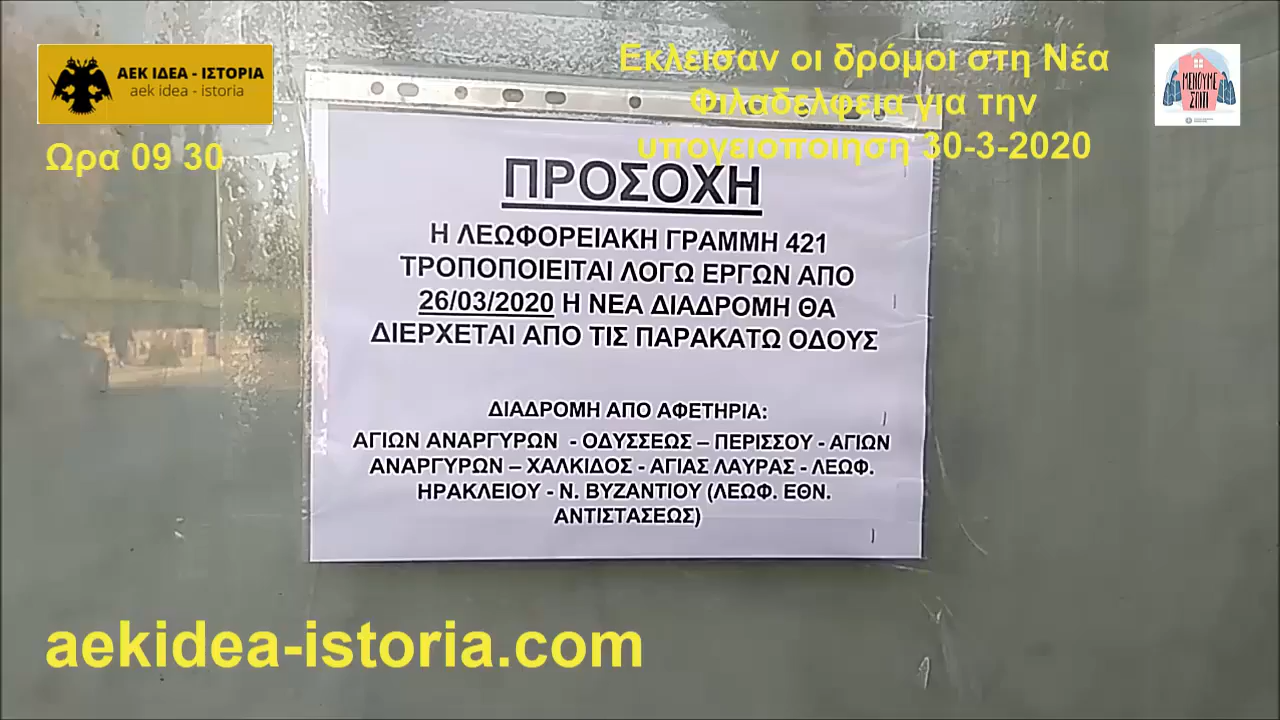 ΑΕΚ ΙΔΕΑ - ΙΣΤΟΡΙΑ
aek idea - istoria
Ωρα 09 30
Εκλεισαν οι δρόμοι στη Νέα
Φιλαδελφεια για την
υπογειοποιηση 30-3-2020
ΜΕΝΟΥΜΕ
ΣΠΙΤΙ
ΠΡΟΣΟΧΗ
Η ΛΕΩΦΟΡΕΙΑΚΗ ΓΡΑΜΜΗ 421
ΤΡΟΠΟΠΟΙΕΙΤΑΙ ΛΟΓΩ ΕΡΓΩΝ ΑΠΟ
26/03/2020 Η ΝΕΑ ΔΙΑΔΡΟΜΗ ΘΑ
ΔΙΕΡΧΕΤΑΙ ΑΠΟ ΤΙΣ ΠΑΡΑΚΑΤΩ ΟΔΟΥΣ
ΔΙΑΔΡΟΜΗ ΑΠΟ ΑΦΕΤΗΡΙΑ:
ΑΓΙΩΝ ΑΝΑΡΓΥΡΩΝ - ΟΔΥΣΣΕΩΣ – ΠΕΡΙΣΣΟΥ - ΑΓΙΩΝ
ΑΝΑΡΓΥΡΩΝ – ΧΑΛΚΙΔΟΣ - ΑΓΙΑΣ ΛΑΥΡΑΣ - ΛΕΩΦ.
ΗΡΑΚΛΕΙΟΥ - Ν. ΒΥΖΑΝΤΙΟΥ (ΛΕΩΦ. ΕΘΝ.
ΑΝΤΙΣΤΑΣΕΩΣ)
aekidea-istoria.com